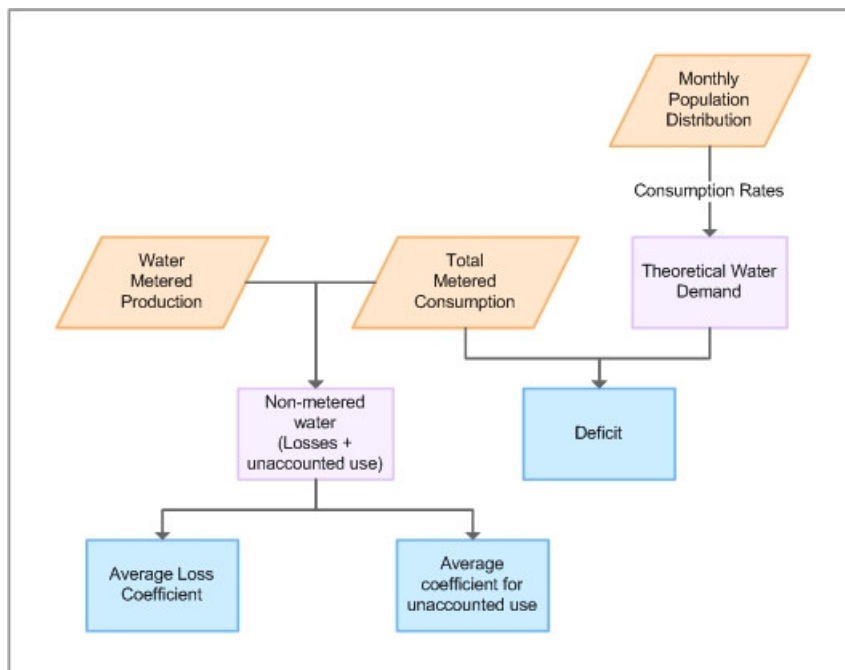 Monthly
Population
Distribution
Consumption Rates
Water
Metered
Production
Total
Metered
Consumption
Theoretical Water
Demand
Non-metered
water
(Losses +
unaccounted use)
Deficit
Average Loss
Coefficient
Average
coefficient for
unaccounted use